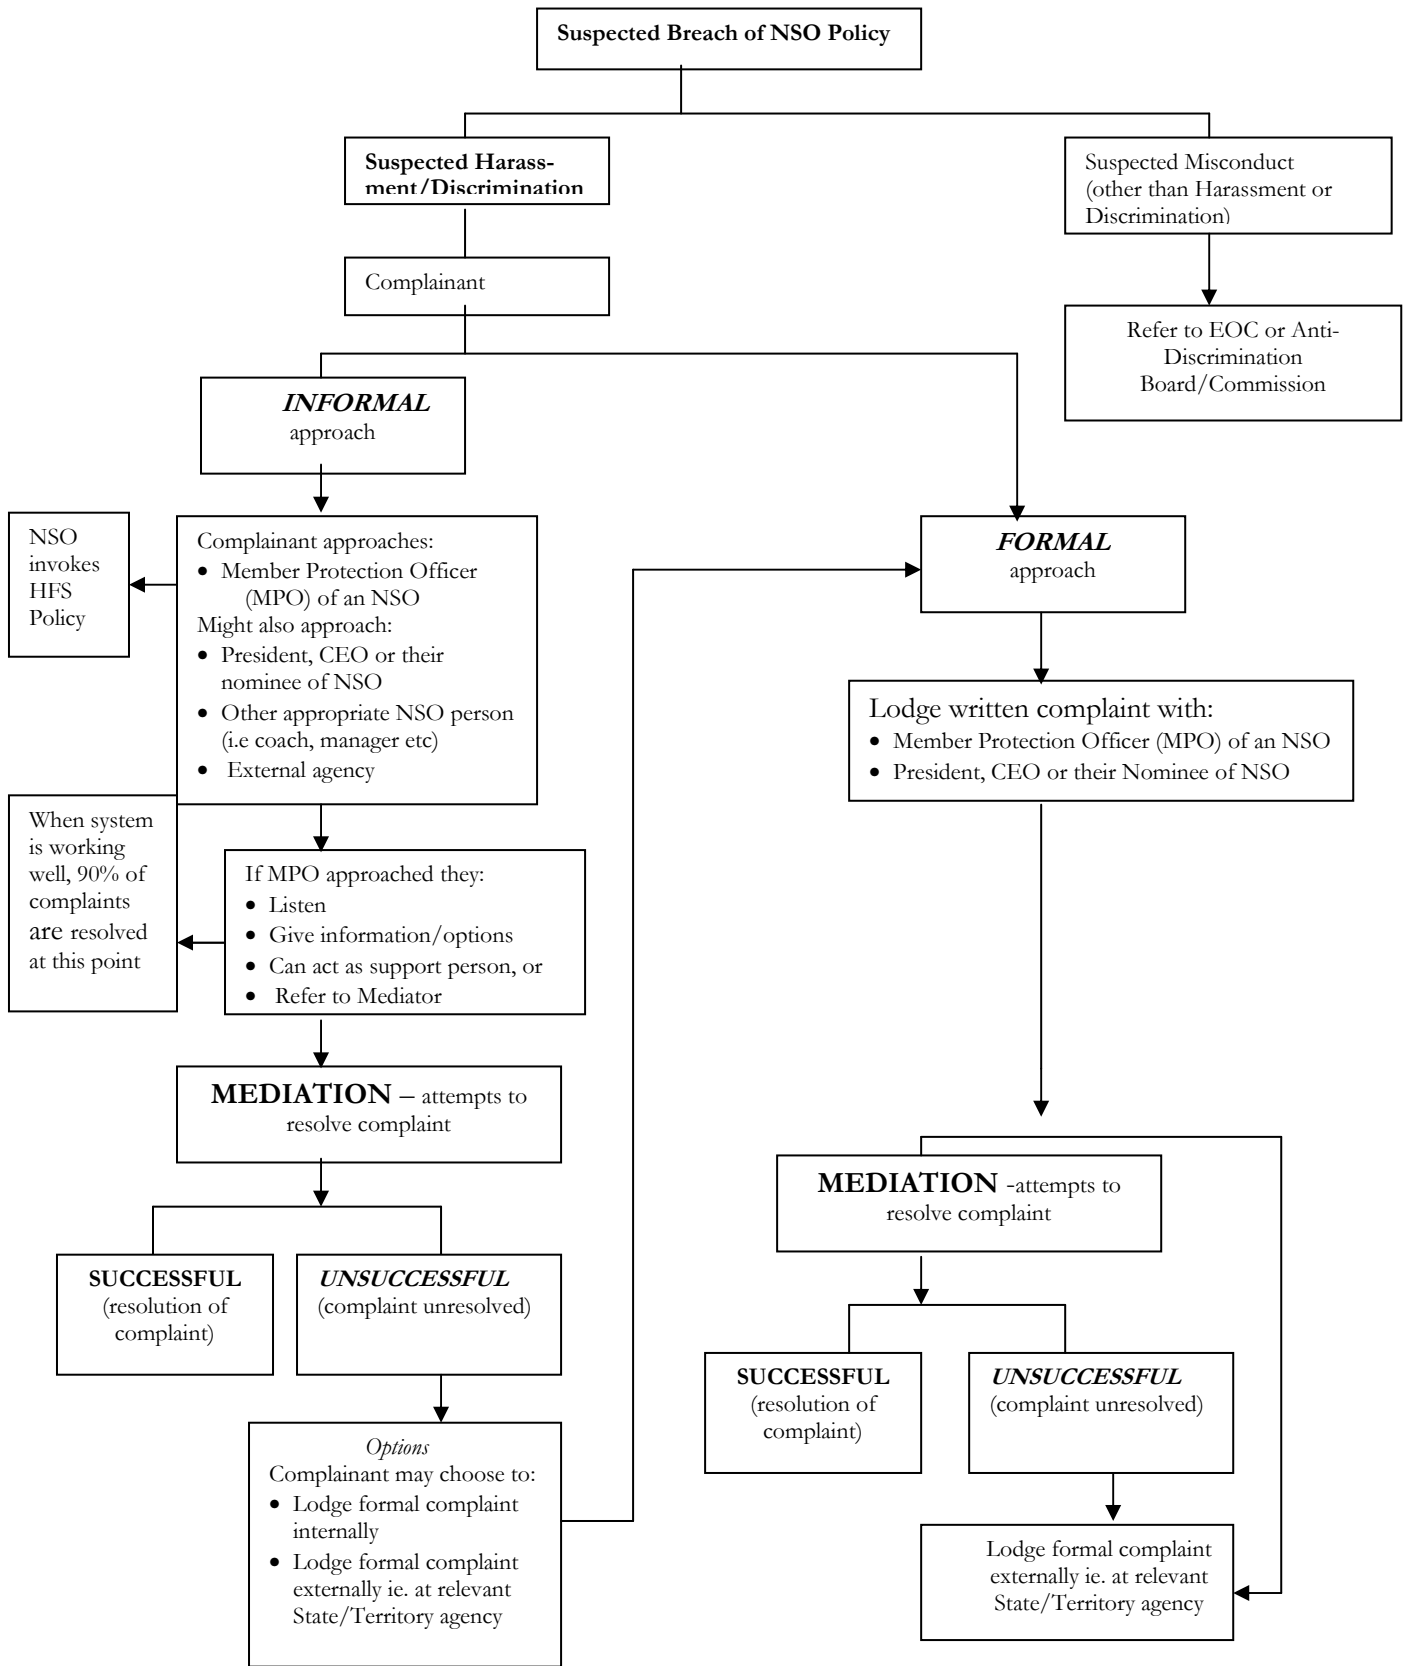 Suspected Breach of NSO Policy
Suspected Harass-
ment/Discrimination
Suspected Misconduct
(other than Harassment or
Discrimination)
Complainant
Refer to EOC or Anti-
Discrimination
Board/Commission
INFORMAL
approach
NSO
invokes
HFS
Policy
Complainant approaches:
• Member Protection Officer
(MPO) of an NSO
Might also approach:
• President, CEO or their
nominee of NSO
• Other appropriate NSO person
(i.e coach, manager etc)
• External agency
FORMAL
approach
Lodge written complaint with:
• Member Protection Officer (MPO) of an NSO
• President, CEO or their Nominee of NSO
When system
is working
well, 90% of
complaints
are resolved
at this point
If MPO approached they:
• Listen
• Give information/options
• Can act as support person, or
• Refer to Mediator
MEDIATION – attempts to
resolve complaint
MEDIATION -attempts to
resolve complaint
SUCCESSFUL
(resolution of
complaint)
UNSUCCESSFUL
(complaint unresolved)
SUCCESSFUL
(resolution of
complaint)
UNSUCCESSFUL
(complaint unresolved)
Options
Complainant may choose to:
• Lodge formal complaint
internally
• Lodge formal complaint
externally ie. at relevant
State/Territory agency
Lodge formal complaint
externally ie. at relevant
State/Territory agency